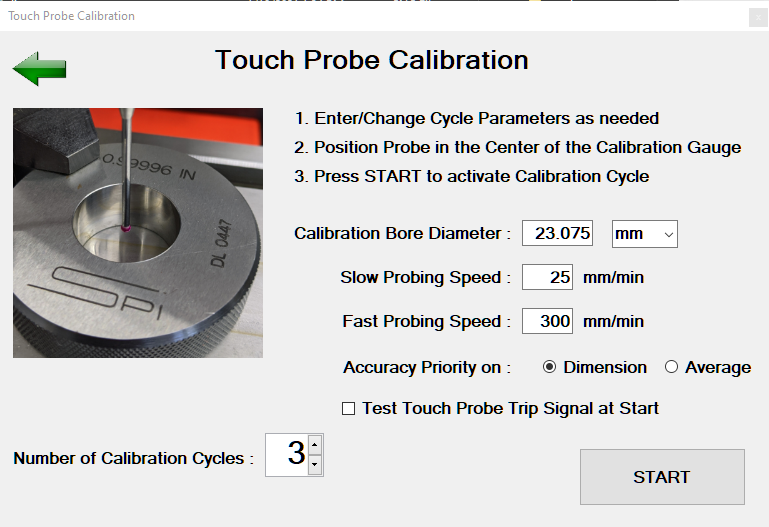 Touch Probe Calibration
Touch Probe Calibration
1. Enter/Change Cycle Parameters as needed
2. Position Probe in the Center of the Calibration Gauge
3. Press START to activate Calibration Cycle
0.99996 IN
DL 0447
SPI
Calibration Bore Diameter : 23.075 mm
Slow Probing Speed : 25 mm/min
Fast Probing Speed : 300 mm/min
Accuracy Priority on : Dimension Average
Test Touch Probe Trip Signal at Start
Number of Calibration Cycles : 3
START